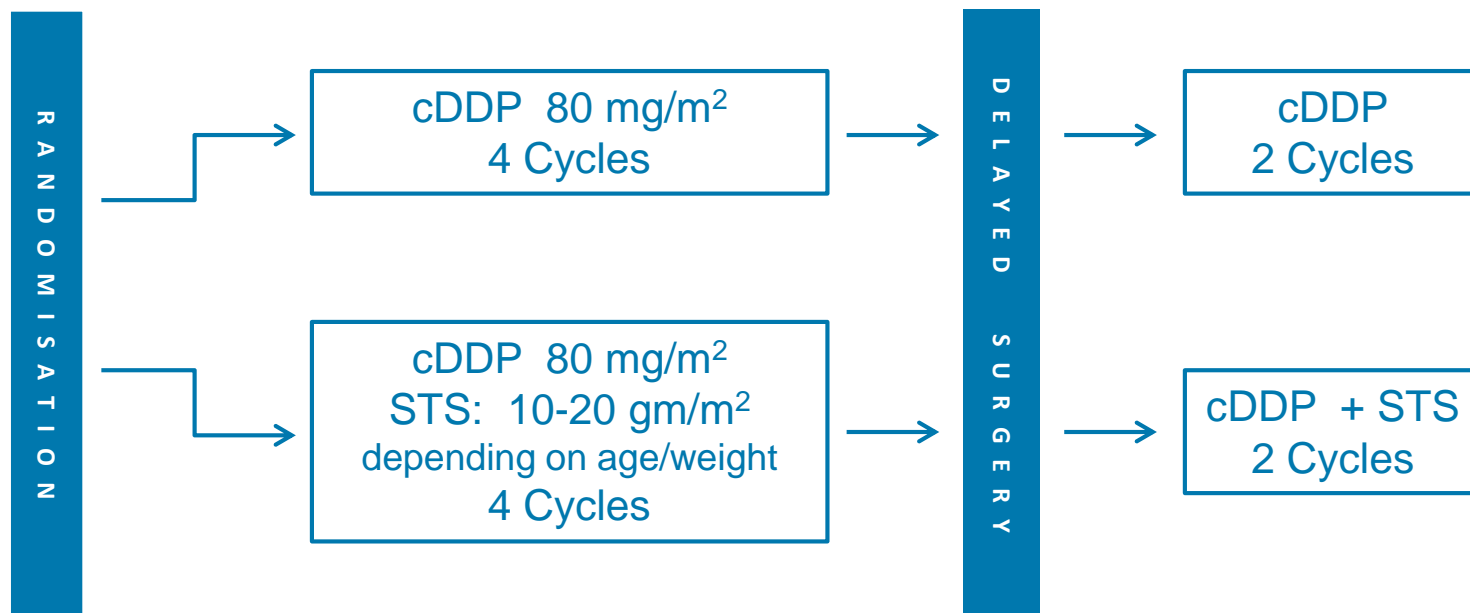 RANDOMISATION
cDDP 80 mg/m²
4 Cycles
cDDP 80 mg/m²
STS: 10-20 gm/m²
depending on age/weight
4 Cycles
DELAYED SURGERY
cDDP
2 Cycles
cDDP + STS
2 Cycles